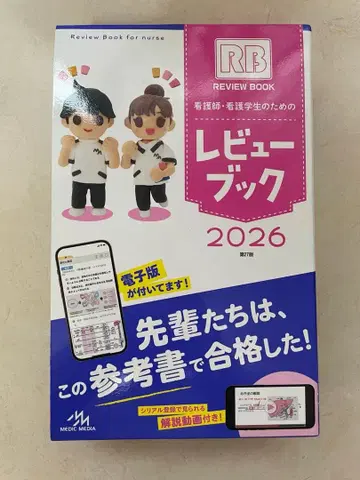 Review Book for nurse
RB
REVIEW BOOK
看護師・看護学生のための
レビュー
ブック
2026
第27版
電子版
が付いてます!
先輩たちは、
この参考書で合格した!
シリアル登録で見られる
解説動画付き!
MEDIC MEDIA